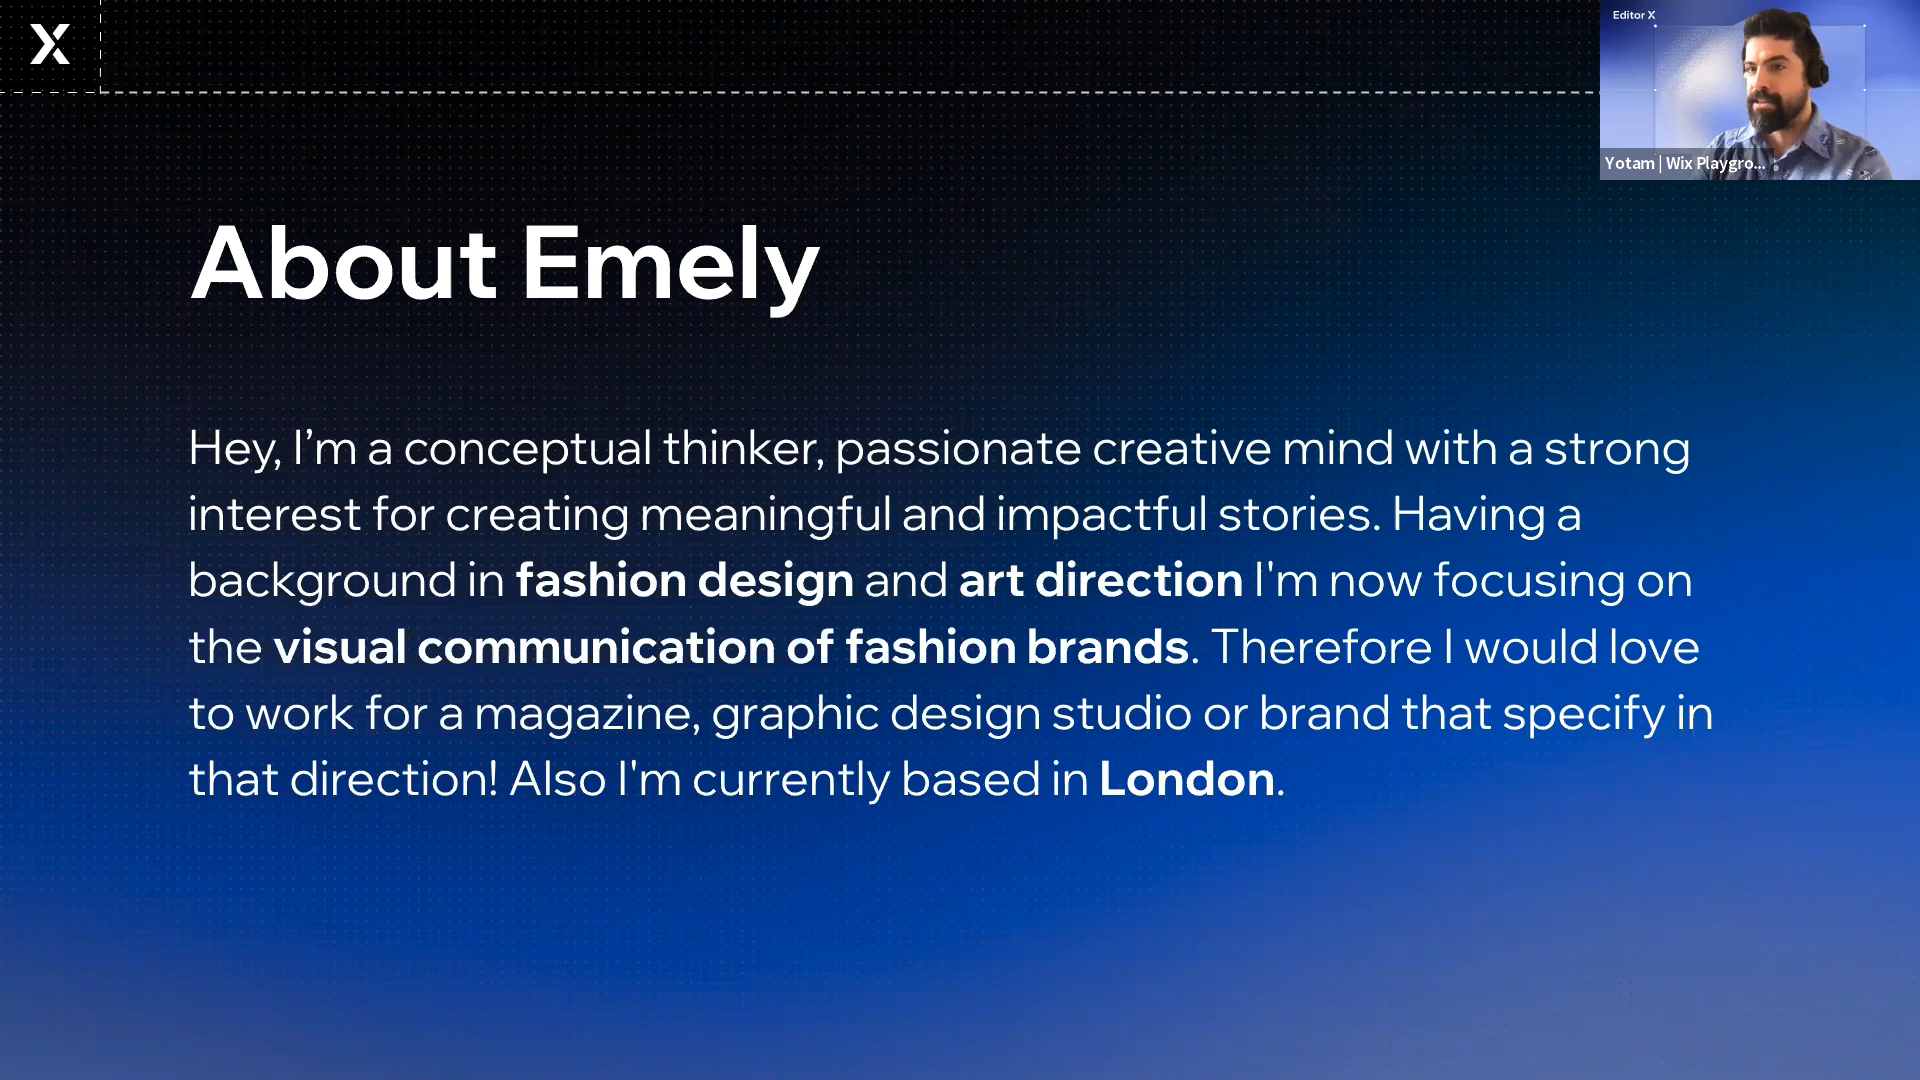 X
Editor X
Yotam | Wix Playgro...
About Emely
Hey, I’m a conceptual thinker, passionate creative mind with a strong
interest for creating meaningful and impactful stories. Having a
background in fashion design and art direction I'm now focusing on
the visual communication of fashion brands. Therefore I would love
to work for a magazine, graphic design studio or brand that specify in
that direction! Also I'm currently based in London.